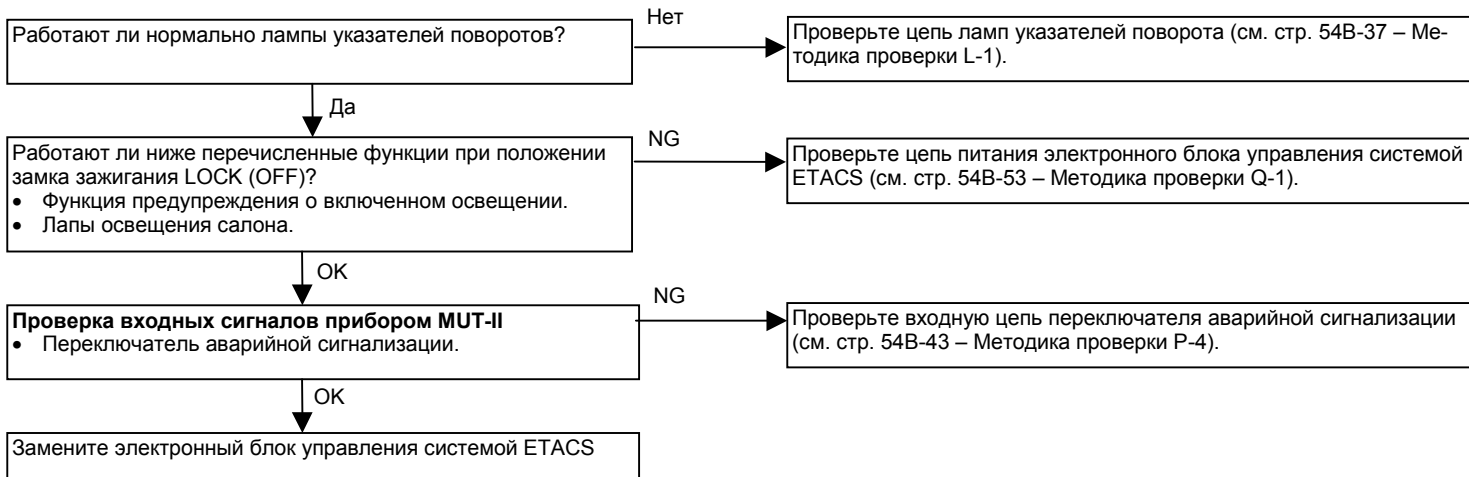 Работают ли нормально лампы указателей поворотов?
Нет
Проверьте цепь ламп указателей поворота (см. стр. 54B-37 – Ме-
тодика проверки L-1).
Да
Работают ли ниже перечисленные функции при положении
замка зажигания LOCK (OFF)?
• Функция предупреждения о включенном освещении.
• Лапы освещения салона.
NG
Проверьте цепь питания электронного блока управления системой
ETACS (см. стр. 54B-53 – Методика проверки Q-1).
OK
Проверка входных сигналов прибором MUT-II
• Переключатель аварийной сигнализации.
NG
Проверьте входную цепь переключателя аварийной сигнализации
(см. стр. 54B-43 – Методика проверки P-4).
OK
Замените электронный блок управления системой ETACS